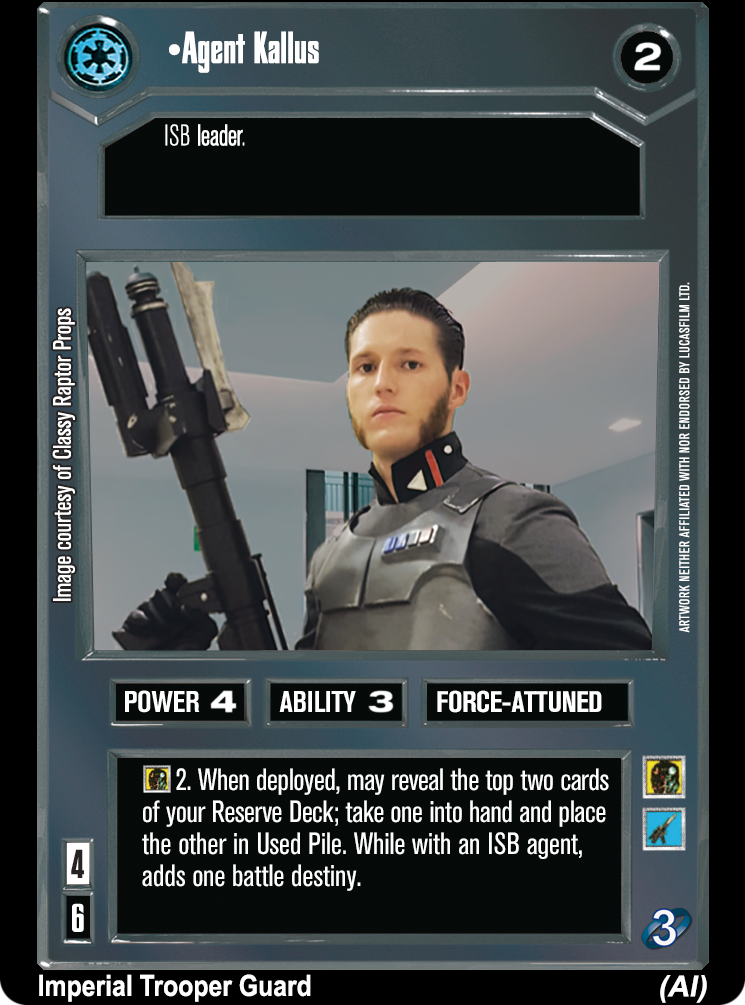 •Agent Kallus
2
ISB leader.
Image courtesy of Classy Raptor Props
ARTWORK NEITHER AFFILIATED WITH NOR ENDORSED BY LUCASFILM LTD.
POWER 4
ABILITY 3
FORCE-ATTUNED
2. When deployed, may reveal the top two cards
of your Reserve Deck; take one into hand and place
the other in Used Pile. While with an ISB agent,
adds one battle destiny.
4
6
3
Imperial Trooper Guard
(AI)